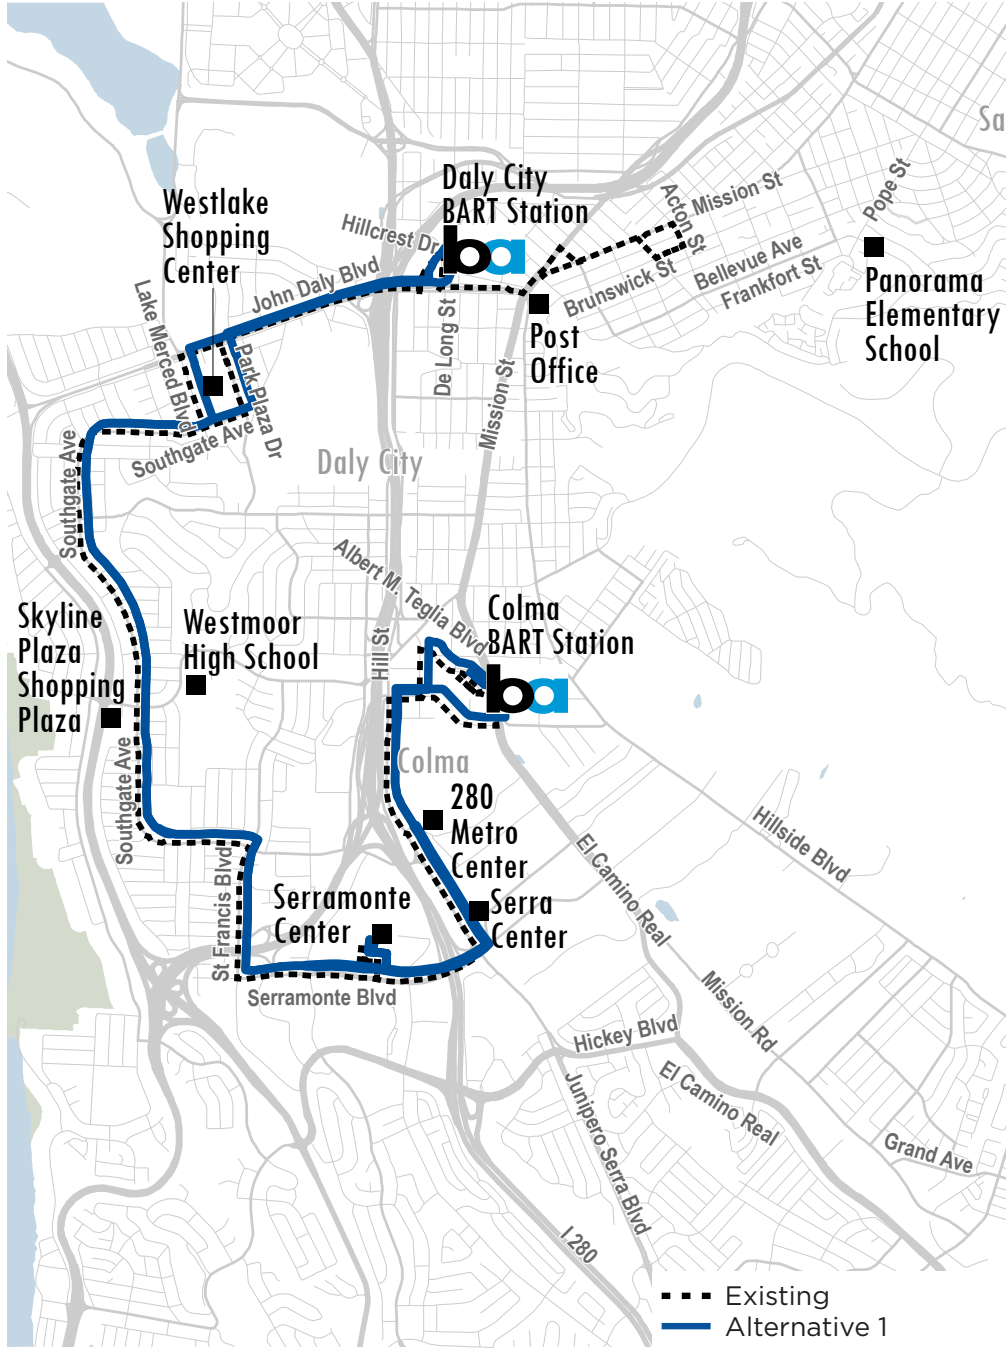 Sa
Daly City
BART Station
ba
Westlake
Shopping
Center
Hillcrest Dr
John Daly Blvd
Acton St
Mission St
Pope St
Bellevue Ave
Frankfort St
Brunswick St
Panorama
Elementary
School
Post
Office
De Long St
Mission St
Lake Merced Blvd
Park Plaza Dr
Southgate Ave
Southgate Ave
Daly City
Albert M. Teglia Blvd
Colma
BART Station
ba
Skyline
Plaza
Shopping
Plaza
Westmoor
High School
Hill St
Southgate Ave
Colma
280
Metro
Center
Hillside Blvd
El Camino Real
St Francis Blvd
Serramonte
Center
Serra
Center
Serramonte Blvd
Mission Rd
Hickey Blvd
El Camino Real
Junipero Serra Blvd
Grand Ave
I 280
Existing
Alternative 1